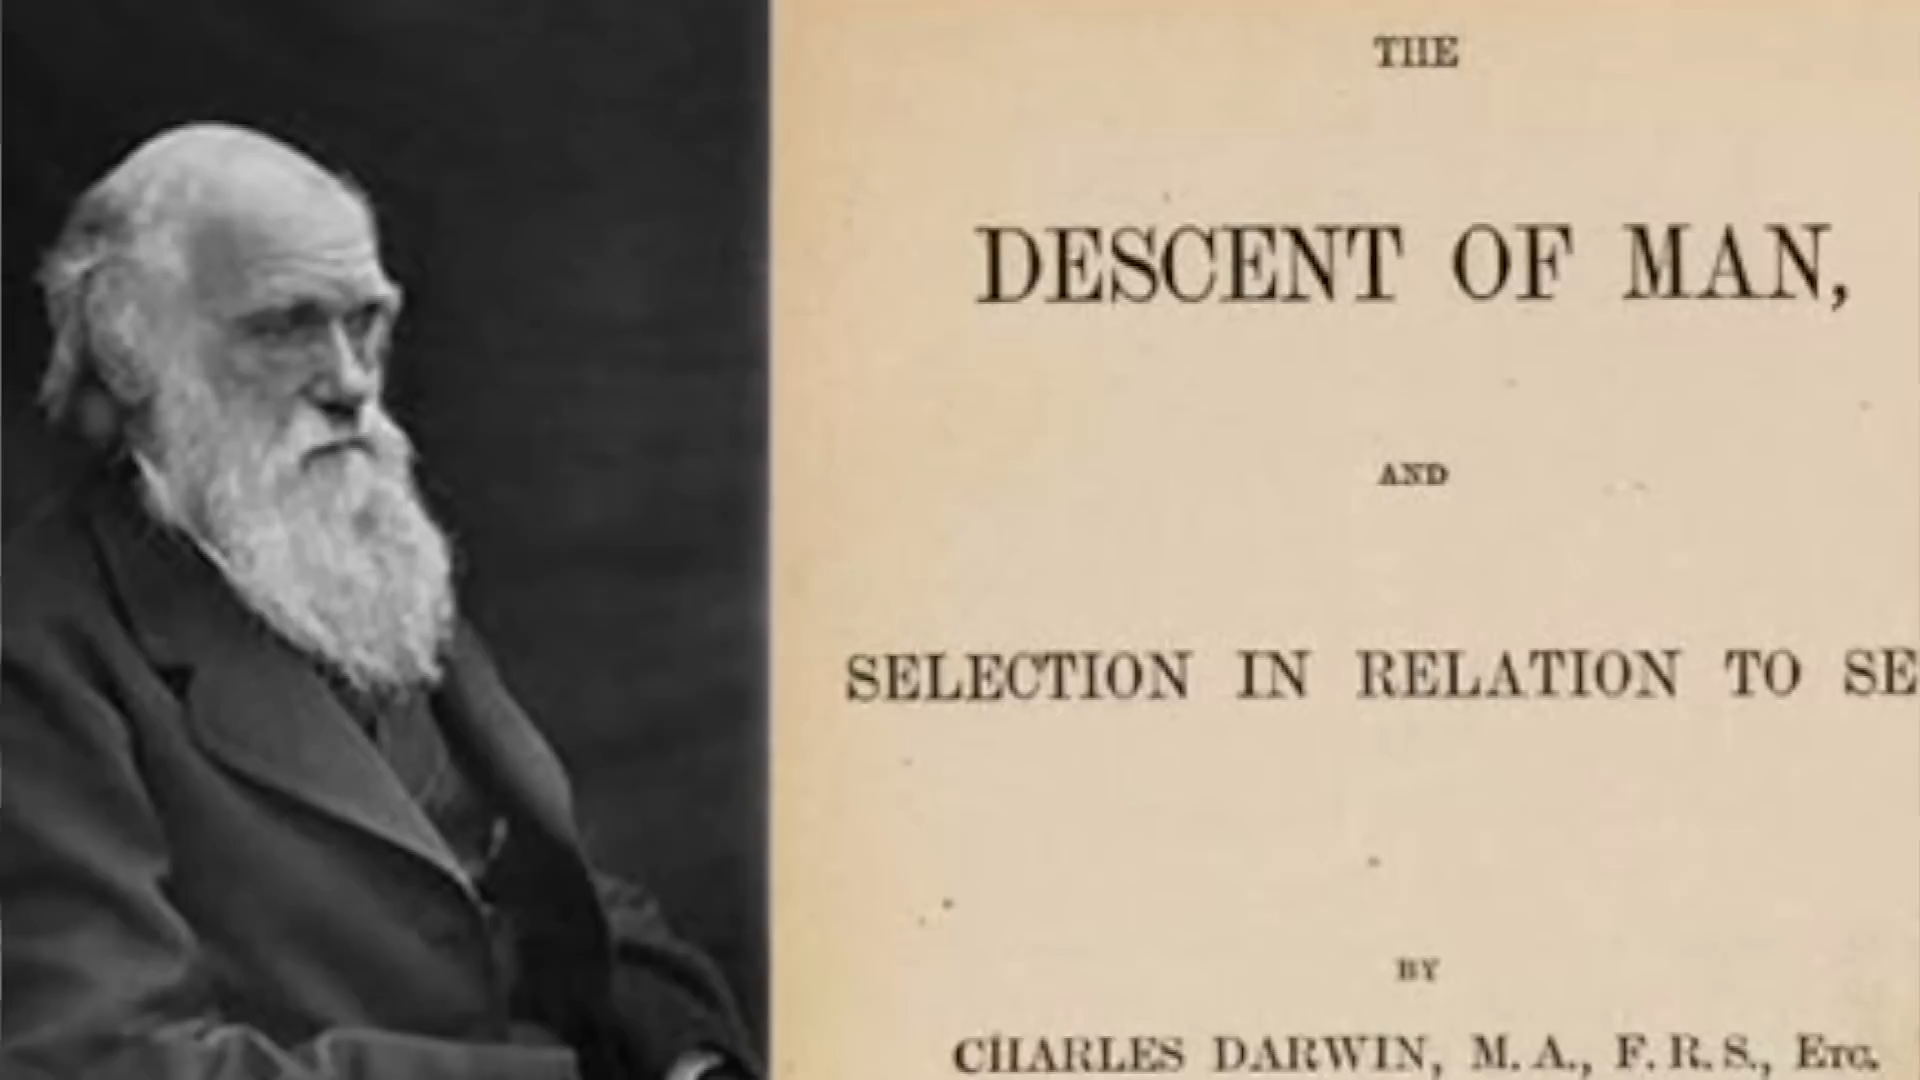 THE
DESCENT OF MAN,
AND
SELECTION IN RELATION TO SE
BY
CHARLES DARWIN, M.A., F.R.S., ETC.